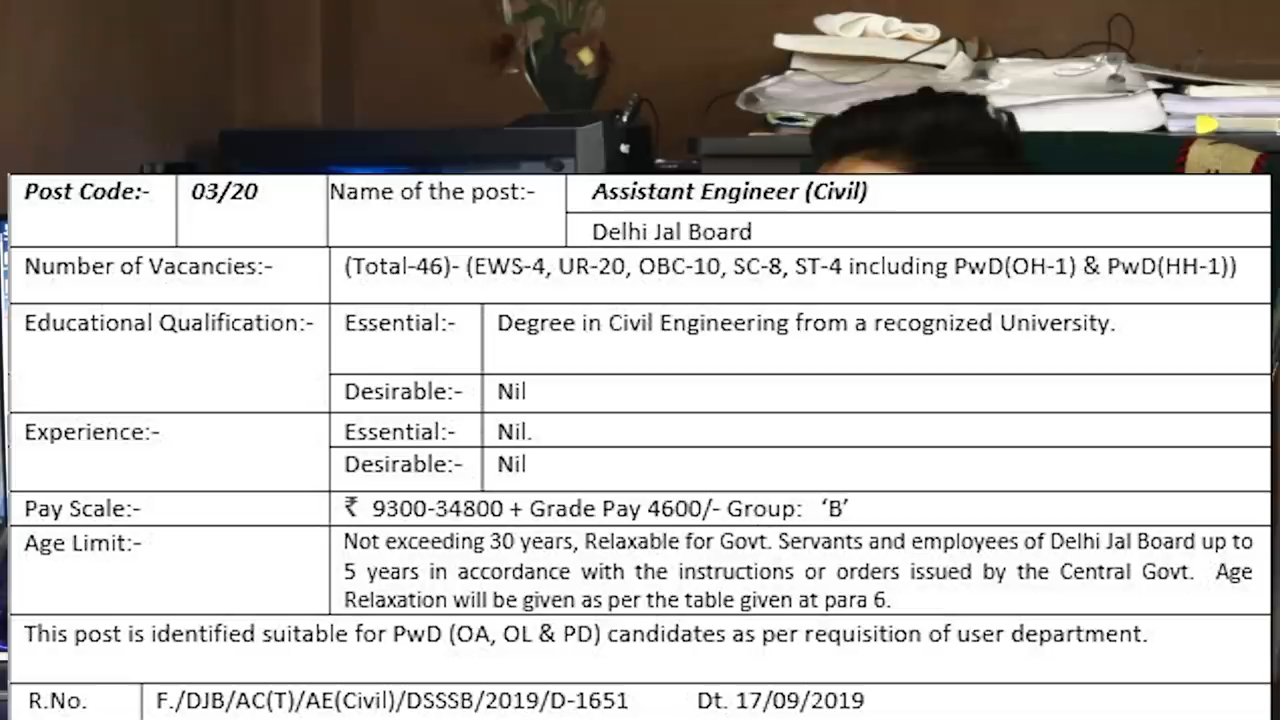 Post Code:- 03/20 Name of the post:- Assistant Engineer (Civil)
Delhi Jal Board
Number of Vacancies:- (Total-46)- (EWS-4, UR-20, OBC-10, SC-8, ST-4 including PwD(OH-1) & PwD(HH-1))
Educational Qualification:- Essential:- Degree in Civil Engineering from a recognized University.
Desirable:- Nil
Experience:- Essential:- Nil.
Desirable:- Nil
Pay Scale:- ₹ 9300-34800 + Grade Pay 4600/- Group: ‘B’
Age Limit:- Not exceeding 30 years, Relaxable for Govt. Servants and employees of Delhi Jal Board up to
5 years in accordance with the instructions or orders issued by the Central Govt. Age
Relaxation will be given as per the table given at para 6.
This post is identified suitable for PwD (OA, OL & PD) candidates as per requisition of user department.
R.No. F./DJB/AC(T)/AE(Civil)/DSSSB/2019/D-1651 Dt. 17/09/2019